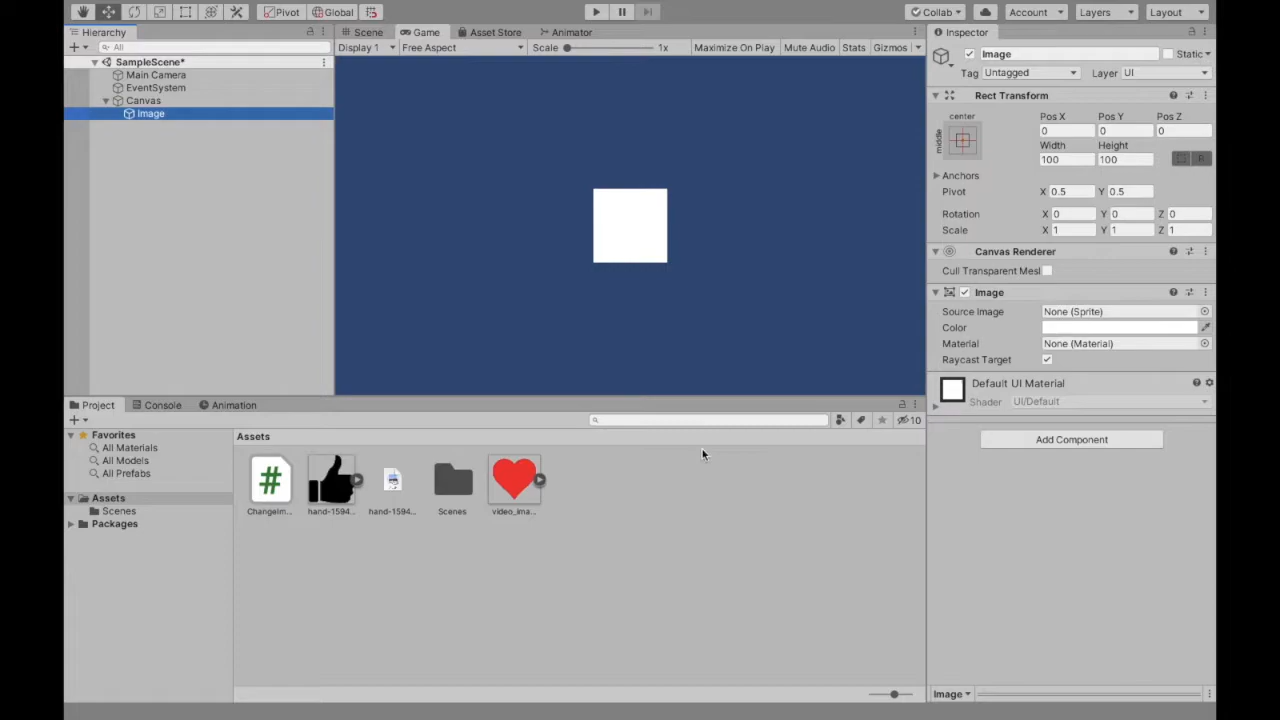 Pivot Global Collab Account Layers Layout
Hierarchy Scene Game Asset Store Animator Inspector
All Display 1 Free Aspect Scale 1x Maximize On Play Mute Audio Stats Gizmos Image Static
SampleScene*
Tag Untagged Layer UI
Main Camera
EventSystem
Canvas
Image
Rect Transform
center
middle
Pos X Pos Y Pos Z
0 0 0
Width Height
100 100
R
Anchors
Pivot X 0.5 Y 0.5
Rotation X 0 Y 0 Z 0
Scale X 1 Y 1 Z 1
Canvas Renderer
Cull Transparent Mesl
Image
Source Image None (Sprite)
Color
Material None (Material)
Raycast Target
Default UI Material
Shader UI/Default
Add Component
Project Console Animation
10
Favorites
All Materials
All Models
All Prefabs
Assets
Scenes
Packages
Assets
#
ChangeIm... hand-1594... hand-1594... Scenes video_ima...
Image